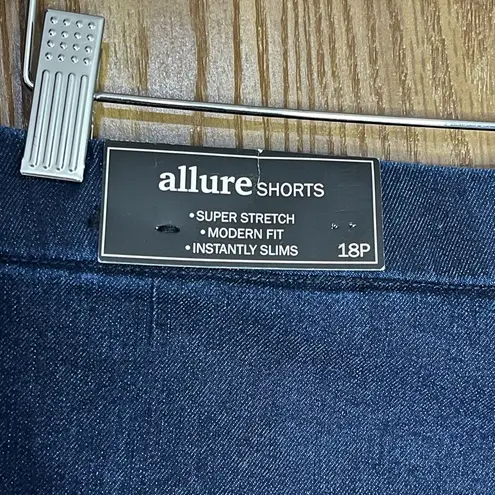 allure SHORTS
•SUPER STRETCH
•MODERN FIT
•INSTANTLY SLIMS 18P